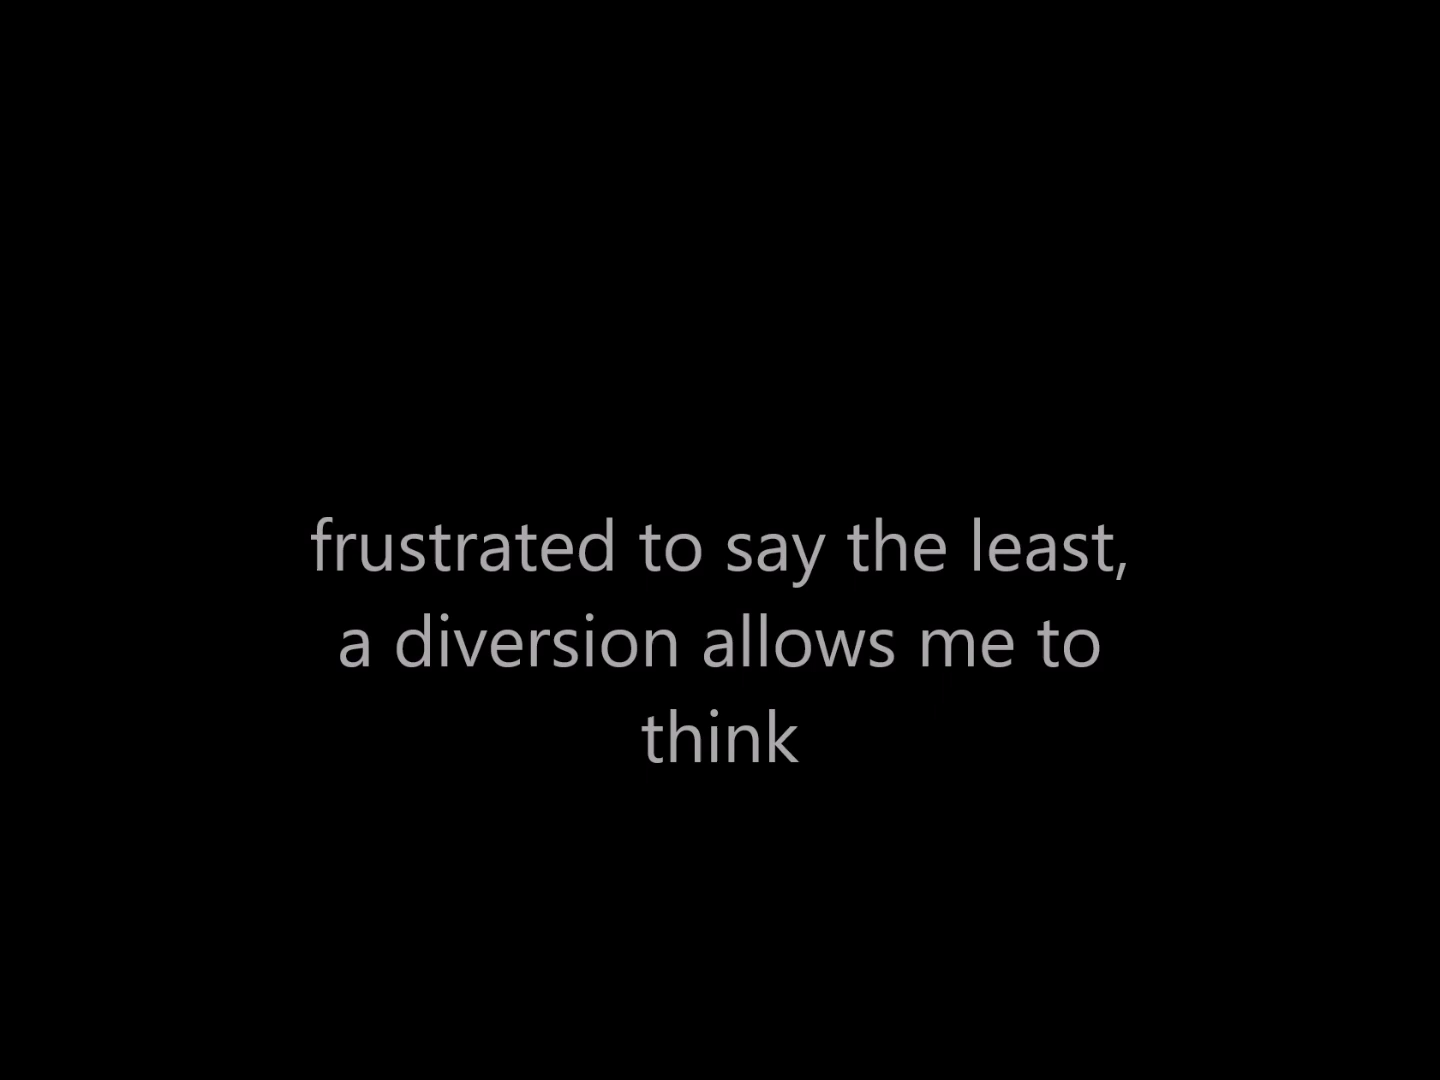 frustrated to say the least,
a diversion allows me to
think